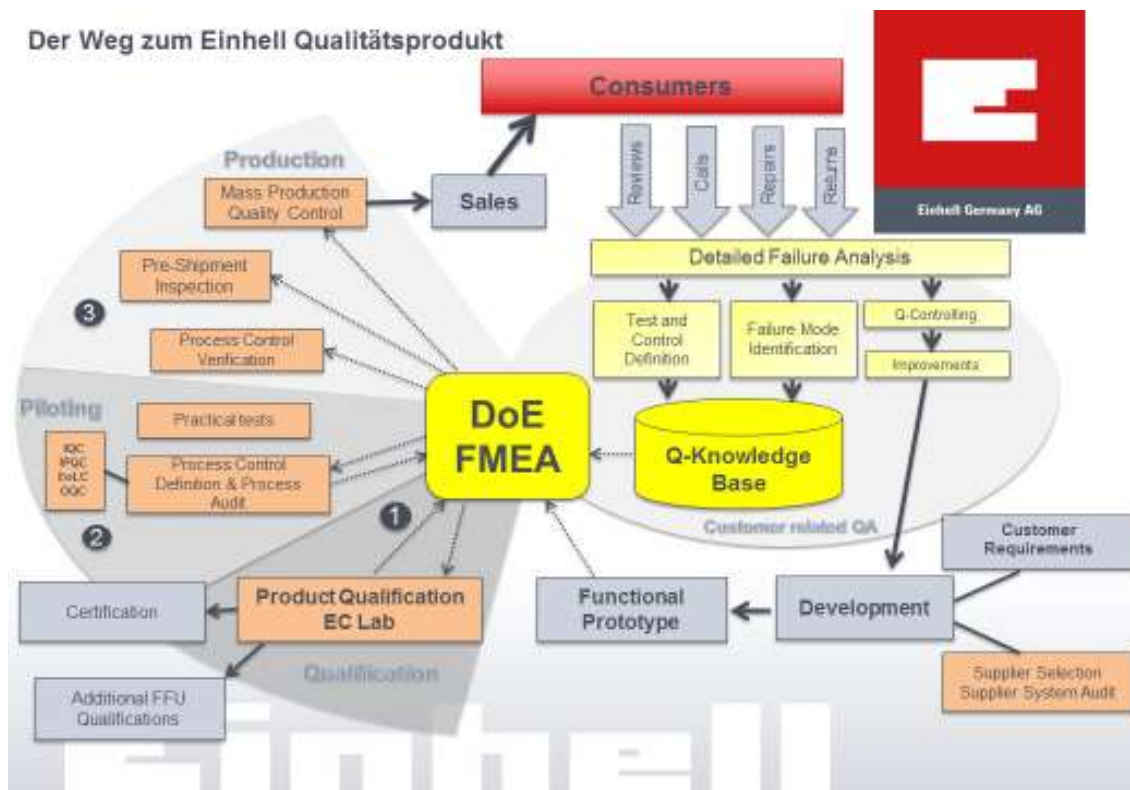 Der Weg zum Einhell Qualitätsprodukt
Consumers
Einhell Germany AG
Reviews
Calls
Repairs
Returns
Production
Mass Production
Quality Control
Sales
Detailed Failure Analysis
Pre-Shipment
Inspection
3
Test and
Control
Definition
Failure Mode
Identification
Q-Controlling
Improvements
Process Control
Verification
DoE
FMEA
Q-Knowledge
Base
Customer related QA
Piloting
Practical tests
IQC
IPQC
EoLC
OQC
Process Control
Definition & Process
Audit
1
2
Customer
Requirements
Certification
Product Qualification
EC Lab
Functional
Prototype
Development
Qualification
Supplier Selection
Supplier System Audit
Additional FFU
Qualifications
Einhell